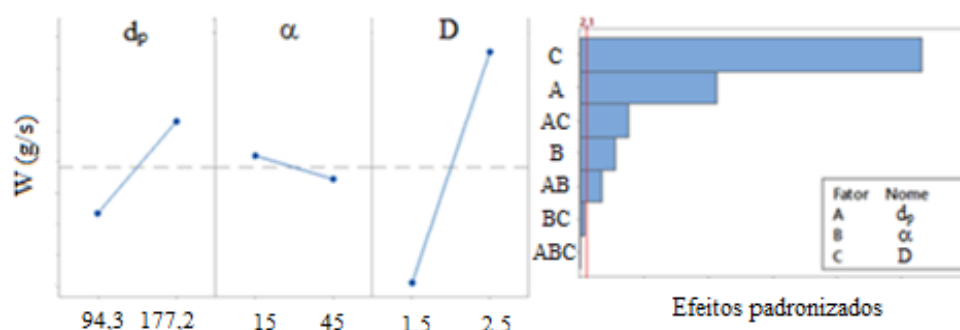 dₚ α D
W (g/s)
94,3 177,2 15 45 1,5 2,5
2,1
C
A
AC
B
AB
BC
ABC
Fator Nome
A dₚ
B α
C D
Efeitos padronizados